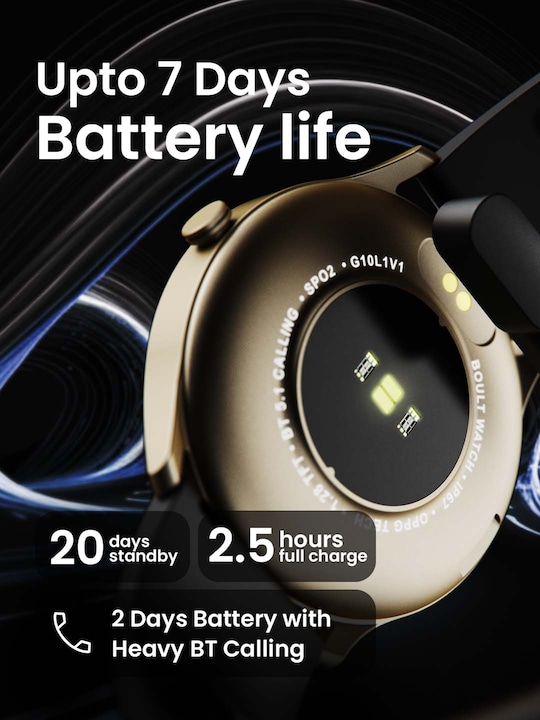 Upto 7 Days
Battery life
BOULT WATCH • IP67 • OPPG TECH • 1.28 TFT • BT 5.1 CALLING • SPO2 • G10L1V1
20 days
standby
2.5 hours
full charge
2 Days Battery with
Heavy BT Calling